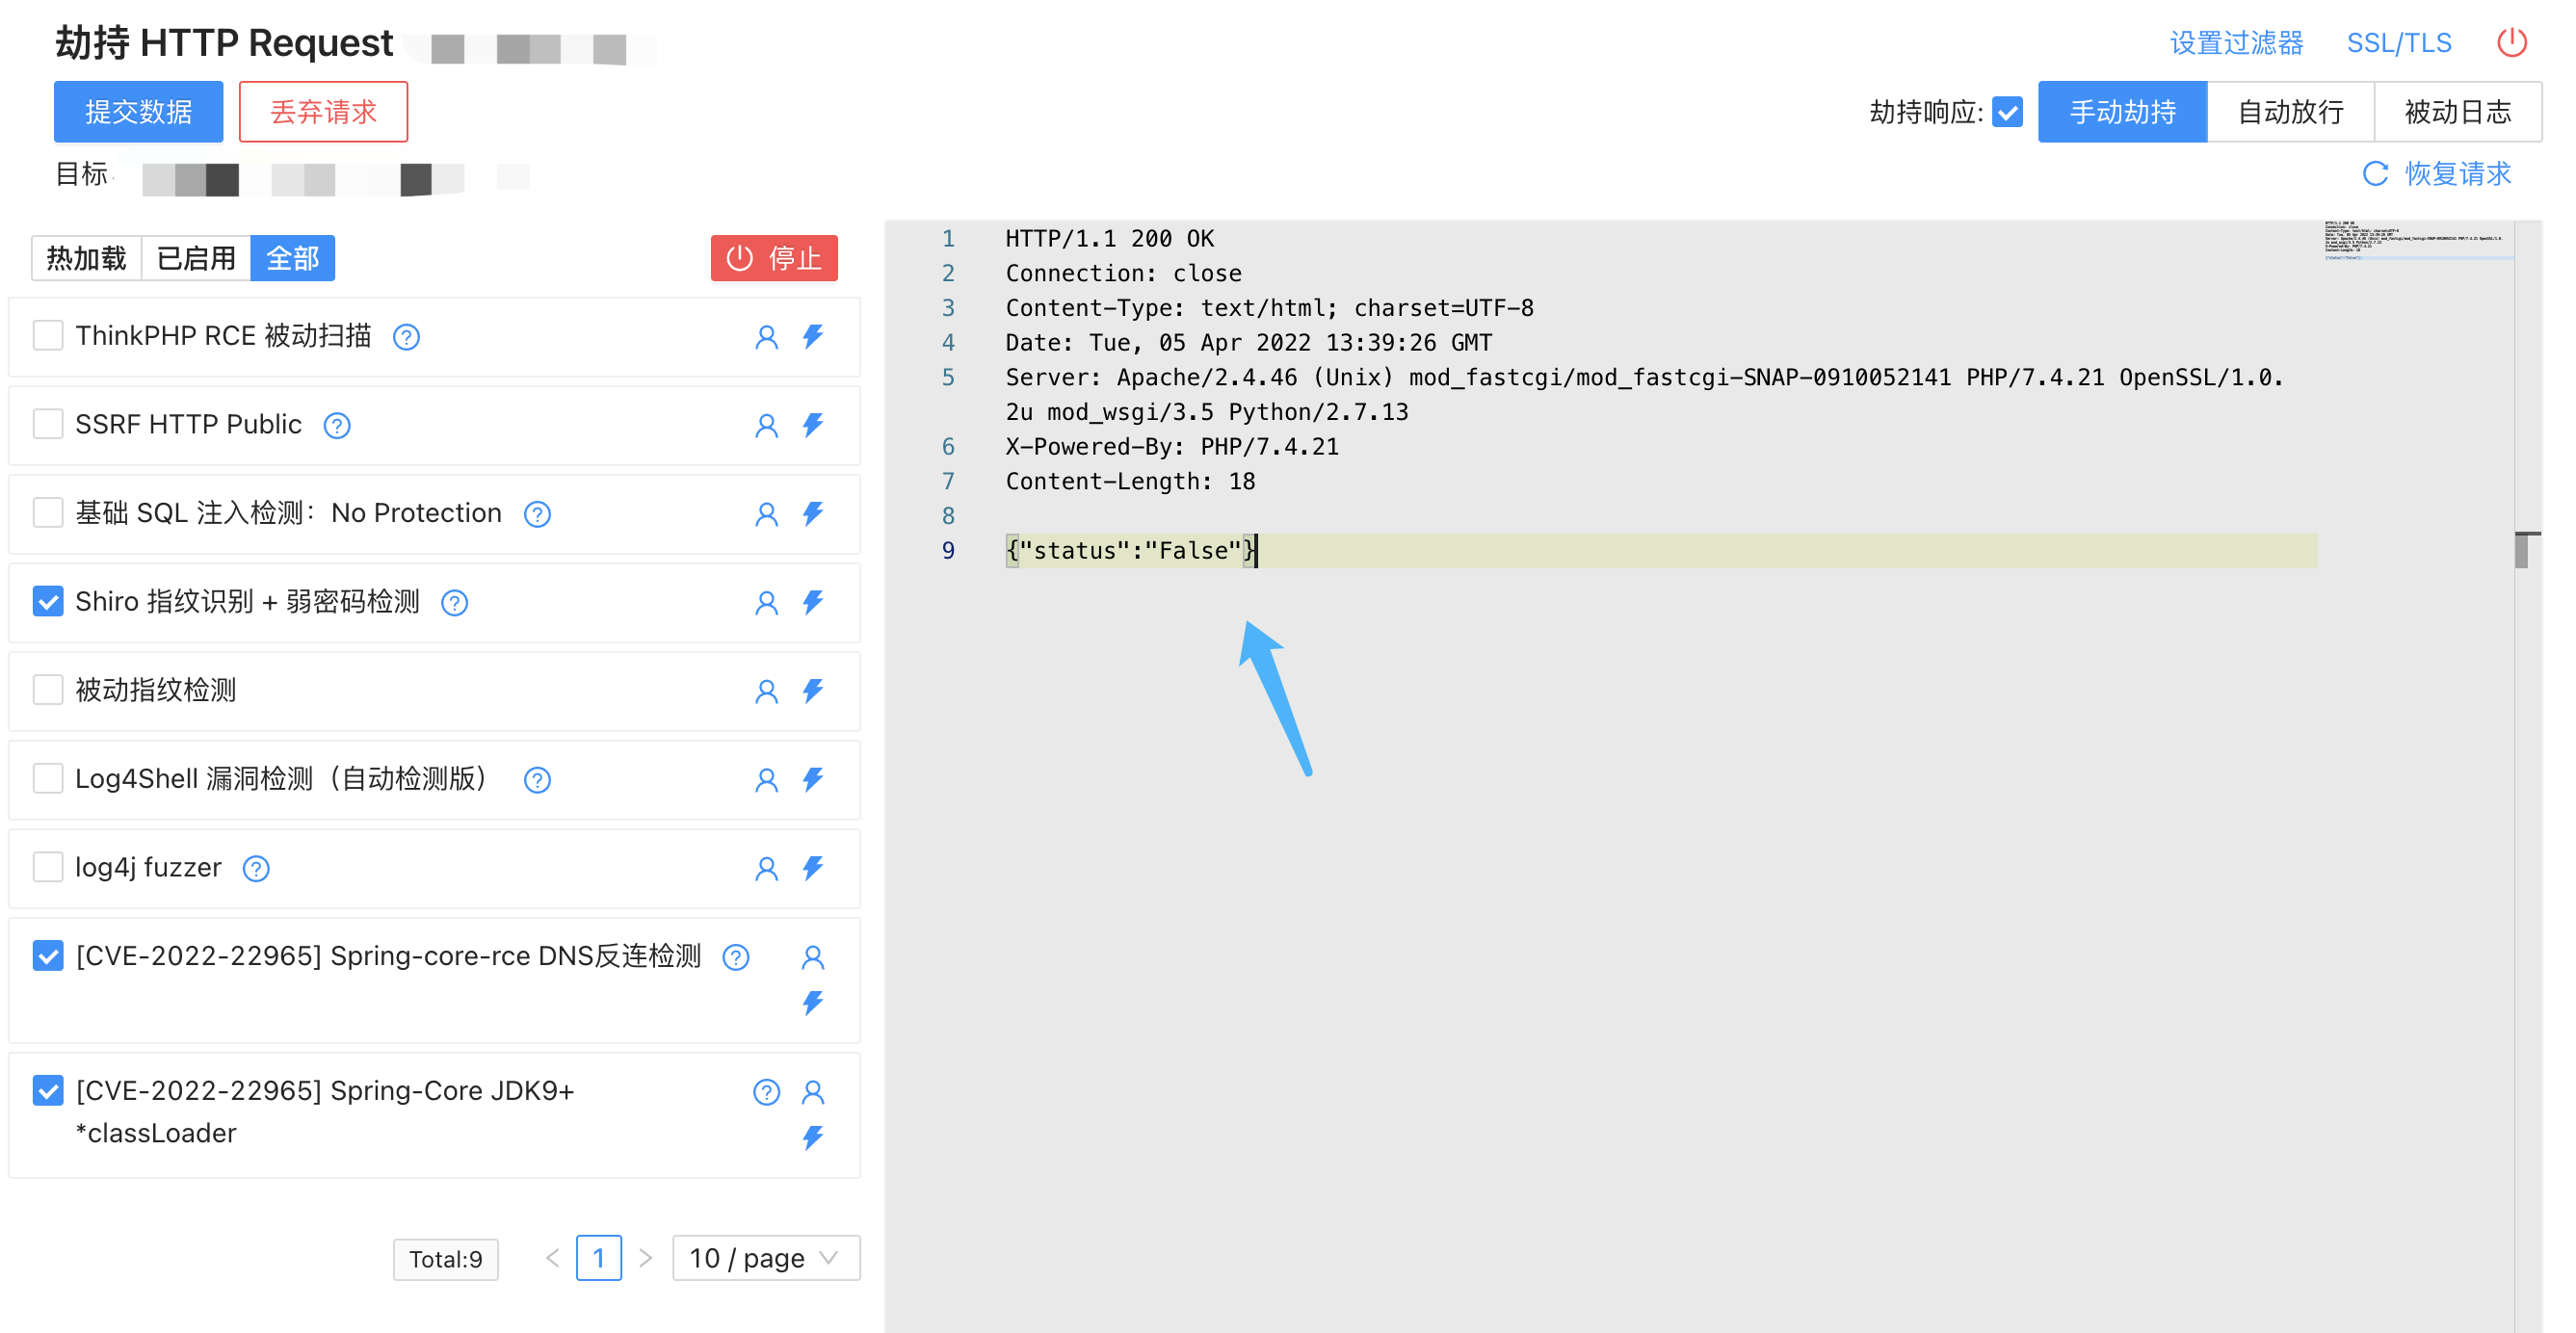 劫持 HTTP Request
设置过滤器 SSL/TLS
提交数据 丢弃请求
劫持响应: 手动劫持 自动放行 被动日志
目标:
恢复请求
热加载 已启用 全部 停止
ThinkPHP RCE 被动扫描
SSRF HTTP Public
基础 SQL 注入检测：No Protection
Shiro 指纹识别 + 弱密码检测
被动指纹检测
Log4Shell 漏洞检测（自动检测版）
log4j fuzzer
[CVE-2022-22965] Spring-core-rce DNS反连检测
[CVE-2022-22965] Spring-Core JDK9+
*classLoader
Total:9 1 10 / page
1 HTTP/1.1 200 OK
2 Connection: close
3 Content-Type: text/html; charset=UTF-8
4 Date: Tue, 05 Apr 2022 13:39:26 GMT
5 Server: Apache/2.4.46 (Unix) mod_fastcgi/mod_fastcgi-SNAP-0910052141 PHP/7.4.21 OpenSSL/1.0.
2u mod_wsgi/3.5 Python/2.7.13
6 X-Powered-By: PHP/7.4.21
7 Content-Length: 18
8
9 {"status":"False"}